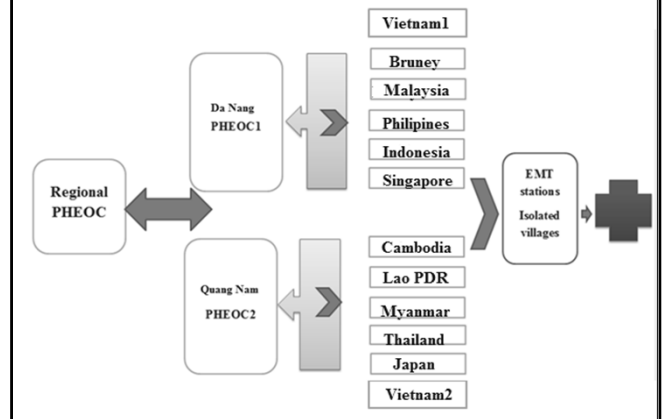 Regional
PHEOC
Da Nang
PHEOC1
Quang Nam
PHEOC2
Vietnam1
Bruney
Malaysia
Philipines
Indonesia
Singapore
Cambodia
Lao PDR
Myanmar
Thailand
Japan
Vietnam2
EMT
stations
Isolated
villages